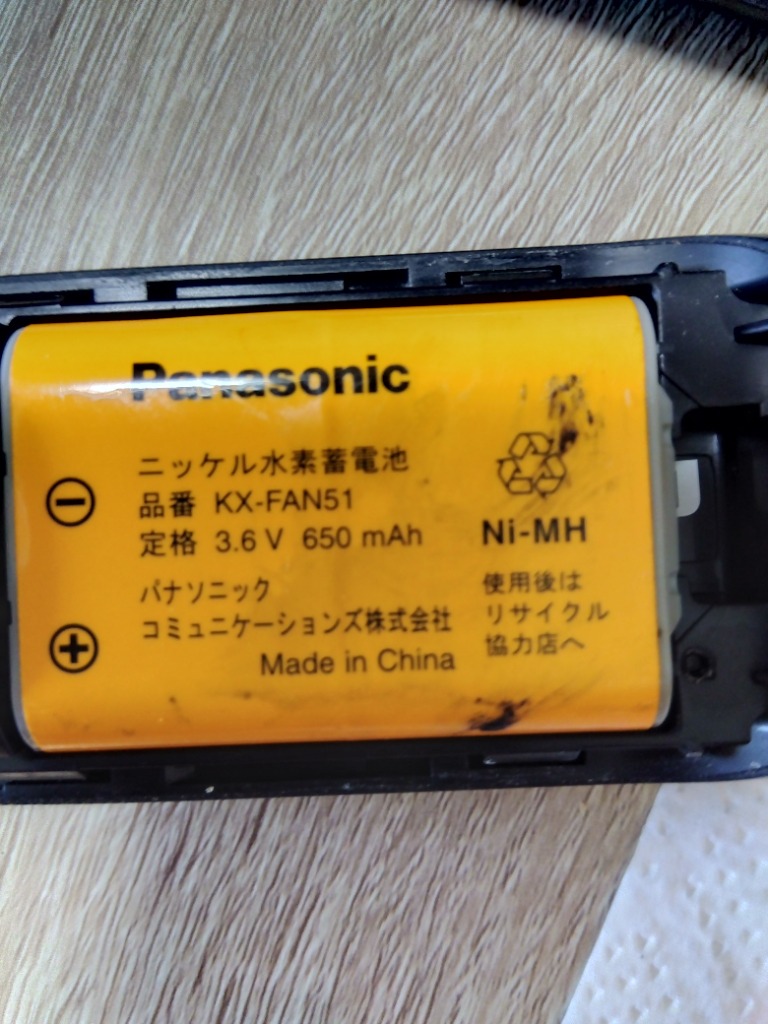 Panasonic
ニッケル水素蓄電池
品番 KX-FAN51
定格 3.6 V 650 mAh
パナソニック
コミュニケーションズ株式会社
Made in China
Ni-MH
使用後は
リサイクル
協力店へ